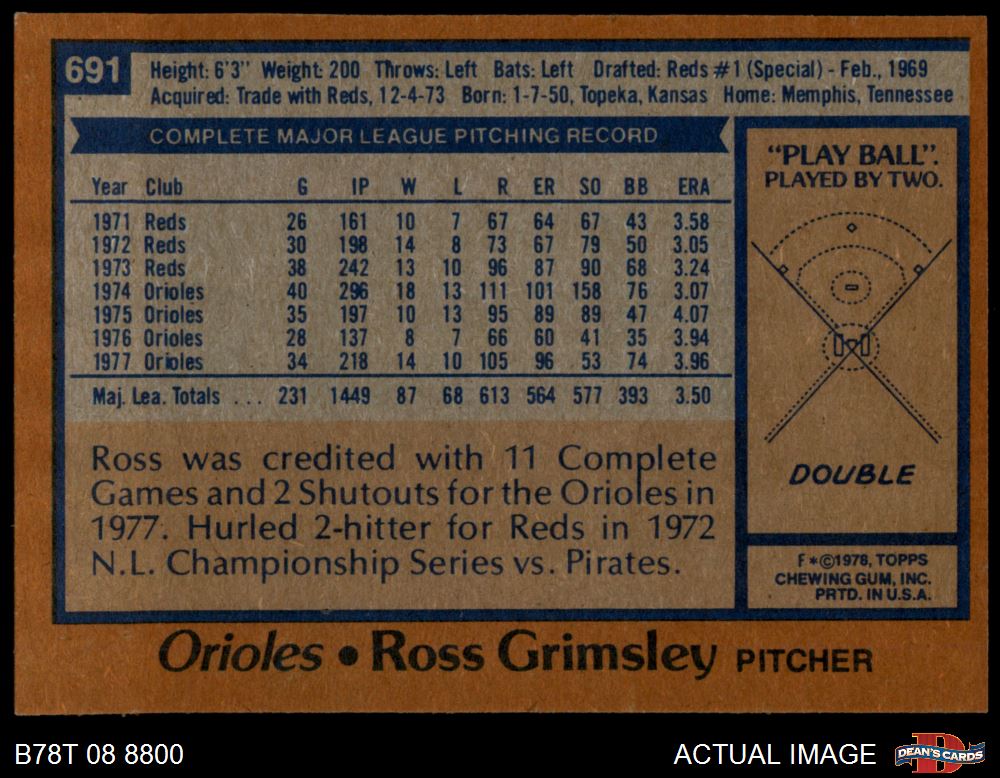 691
Height: 6'3" Weight: 200 Throws: Left Bats: Left Drafted: Reds #1 (Special) - Feb., 1969
Acquired: Trade with Reds, 12-4-73 Born: 1-7-50, Topeka, Kansas Home: Memphis, Tennessee
COMPLETE MAJOR LEAGUE PITCHING RECORD
Year Club G IP W L R ER SO BB ERA
1971 Reds 26 161 10 7 67 64 67 43 3.58
1972 Reds 30 198 14 8 73 67 79 50 3.05
1973 Reds 38 242 13 10 96 87 90 68 3.24
1974 Orioles 40 296 18 13 111 101 158 76 3.07
1975 Orioles 35 197 10 13 95 89 89 47 4.07
1976 Orioles 28 137 8 7 66 60 41 35 3.94
1977 Orioles 34 218 14 10 105 96 53 74 3.96
Maj. Lea. Totals ... 231 1449 87 68 613 564 577 393 3.50
Ross was credited with 11 Complete
Games and 2 Shutouts for the Orioles in
1977. Hurled 2-hitter for Reds in 1972
N.L. Championship Series vs. Pirates.
"PLAY BALL".
PLAYED BY TWO.
DOUBLE
F*©1978, TOPPS
CHEWING GUM, INC.
PRTD. IN U.S.A.
Orioles • Ross Grimsley PITCHER
B78T 08 8800
ACTUAL IMAGE
DEAN'S CARDS